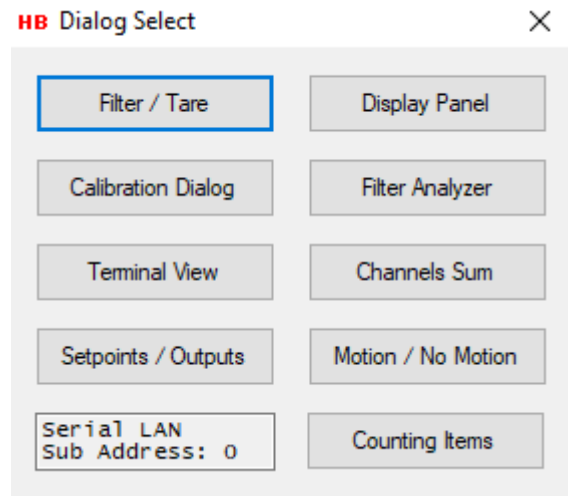 HB Dialog Select
Filter / Tare
Display Panel
Calibration Dialog
Filter Analyzer
Terminal View
Channels Sum
Setpoints / Outputs
Motion / No Motion
Serial LAN
Sub Address: 0
Counting Items